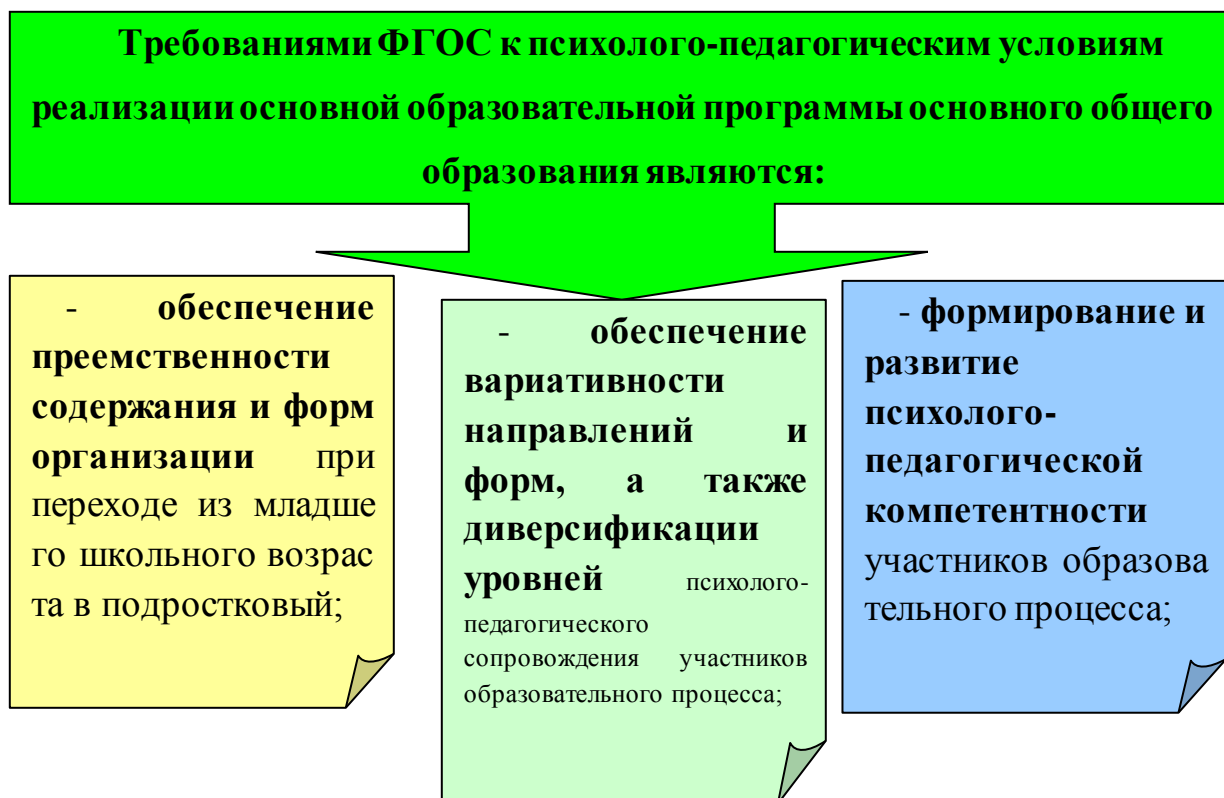 Требованиями ФГОС к психолого-педагогическим условиям
реализации основной образовательной программы основного общего
образования являются:
- обеспечение
преемственности
содержания и форм
организации при
переходе из младше
го школьного возрас
та в подростковый;
- обеспечение
вариативности
направлений и
форм, а также
диверсификации
уровней психолого-
педагогического
сопровождения участников
образовательного процесса;
- формирование и
развитие
психолого-
педагогической
компетентности
участников образова
тельного процесса;